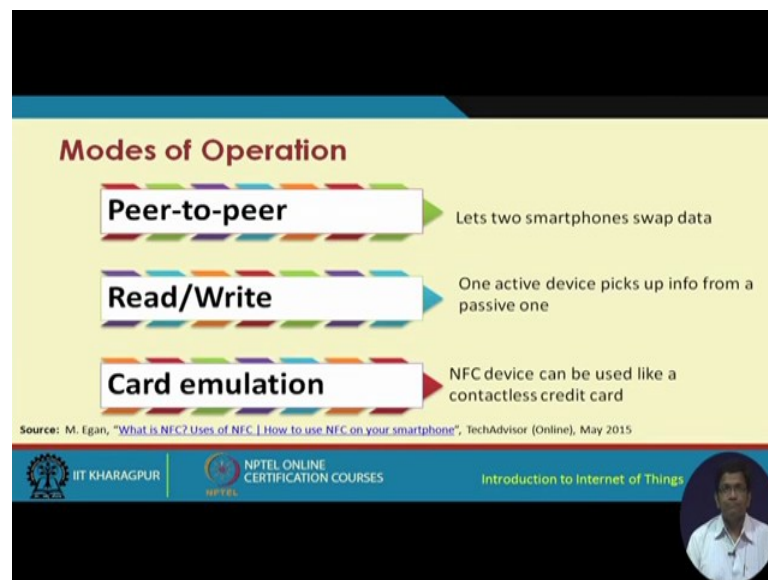 Modes of Operation
Peer-to-peer
Lets two smartphones swap data
Read/Write
One active device picks up info from a
passive one
Card emulation
NFC device can be used like a
contactless credit card
Source: M. Egan, “What is NFC? Uses of NFC | How to use NFC on your smartphone”, TechAdvisor (Online), May 2015
IIT KHARAGPUR
NPTEL
NPTEL ONLINE
CERTIFICATION COURSES
Introduction to Internet of Things